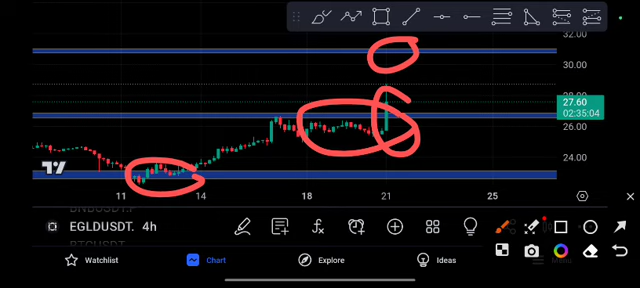 32.00
30.00
28.00
27.60
02:35:04
26.00
24.00
11 14 18 21 25
BNBUSDT.P
EGLDUSDT. 4h
BTCUSDT
Watchlist Chart Explore Ideas